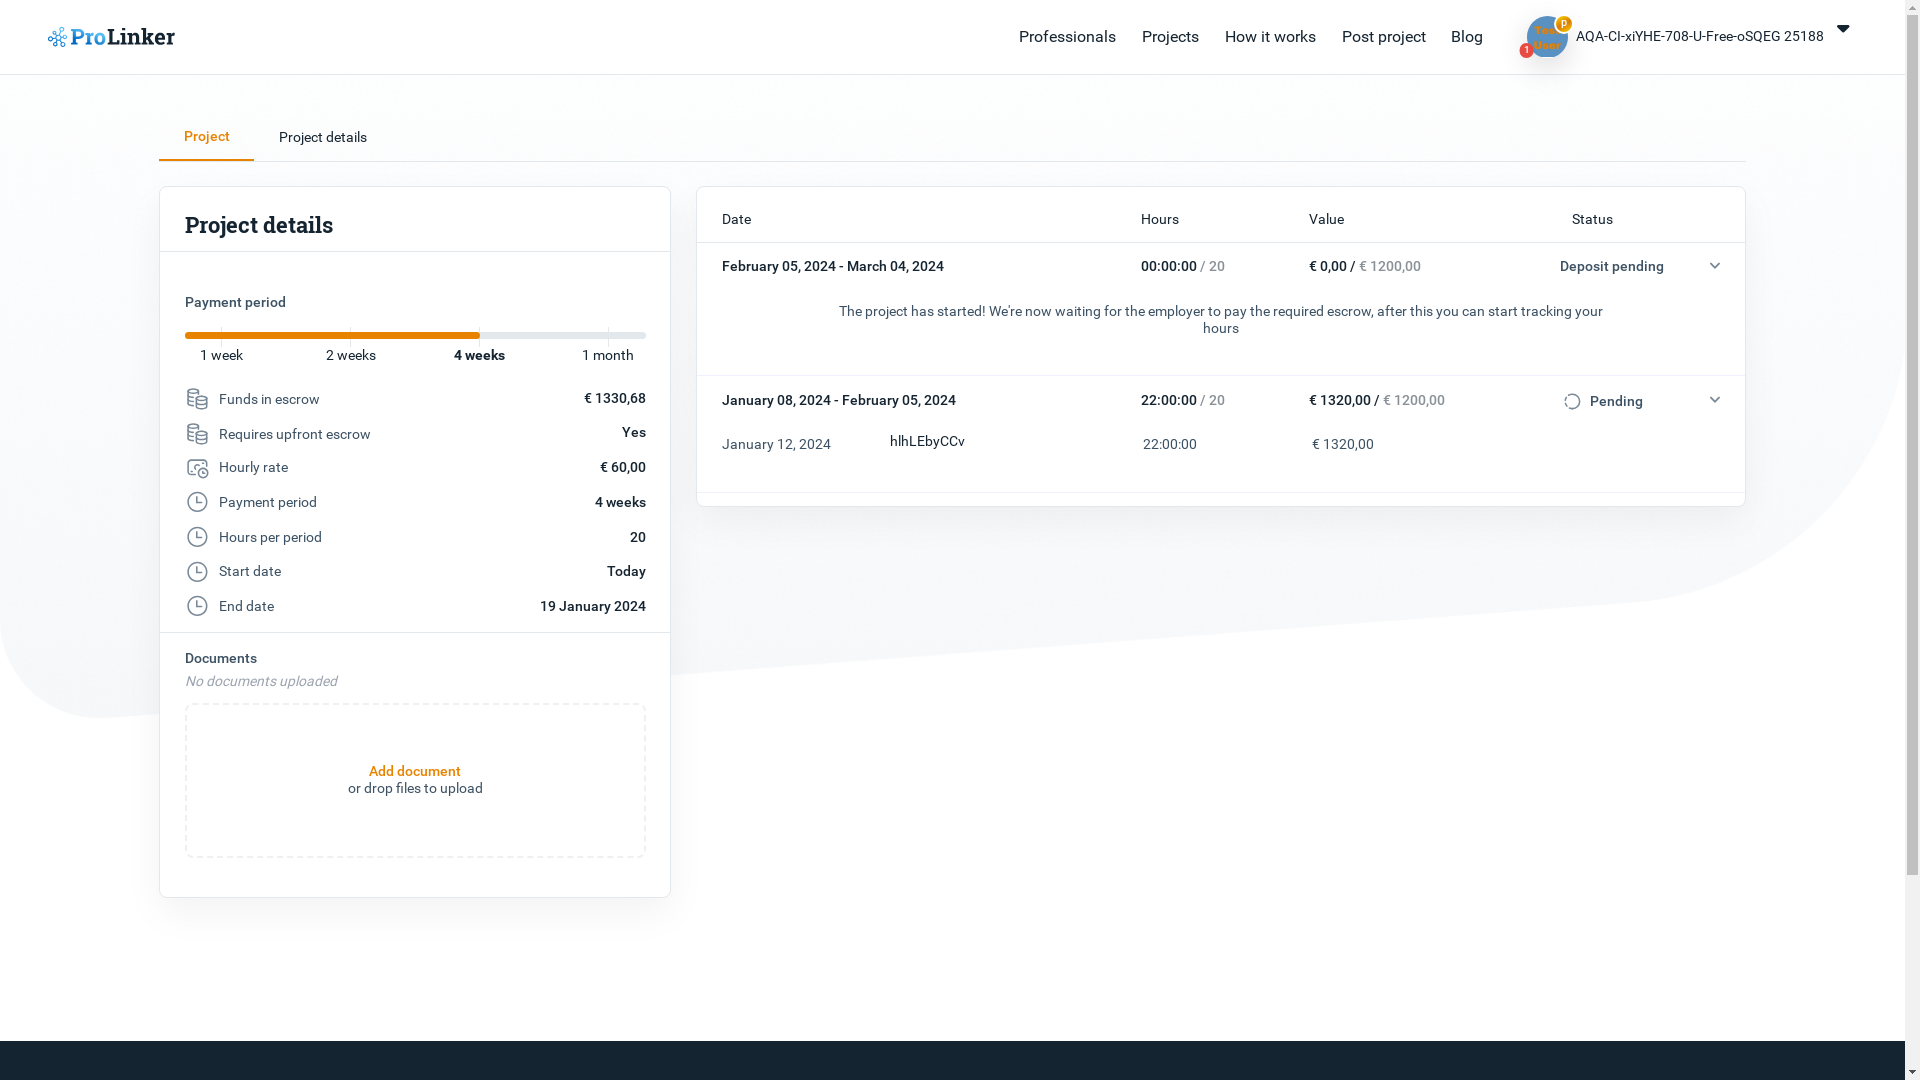 ProLinker
Professionals
Projects
How it works
Post project
Blog
p
1
Test
User
AQA-CI-xiYHE-708-U-Free-oSQEG 25188
Project
Project details
Project details
Payment period
1 week
2 weeks
4 weeks
1 month
Funds in escrow
€ 1330,68
Requires upfront escrow
Yes
Hourly rate
€ 60,00
Payment period
4 weeks
Hours per period
20
Start date
Today
End date
19 January 2024
Documents
No documents uploaded
Add document
or drop files to upload
Date
Hours
Value
Status
February 05, 2024 - March 04, 2024
00:00:00 / 20
€ 0,00 / € 1200,00
Deposit pending
The project has started! We're now waiting for the employer to pay the required escrow, after this you can start tracking your
hours
January 08, 2024 - February 05, 2024
22:00:00 / 20
€ 1320,00 / € 1200,00
Pending
January 12, 2024
hlhLEbyCCv
22:00:00
€ 1320,00